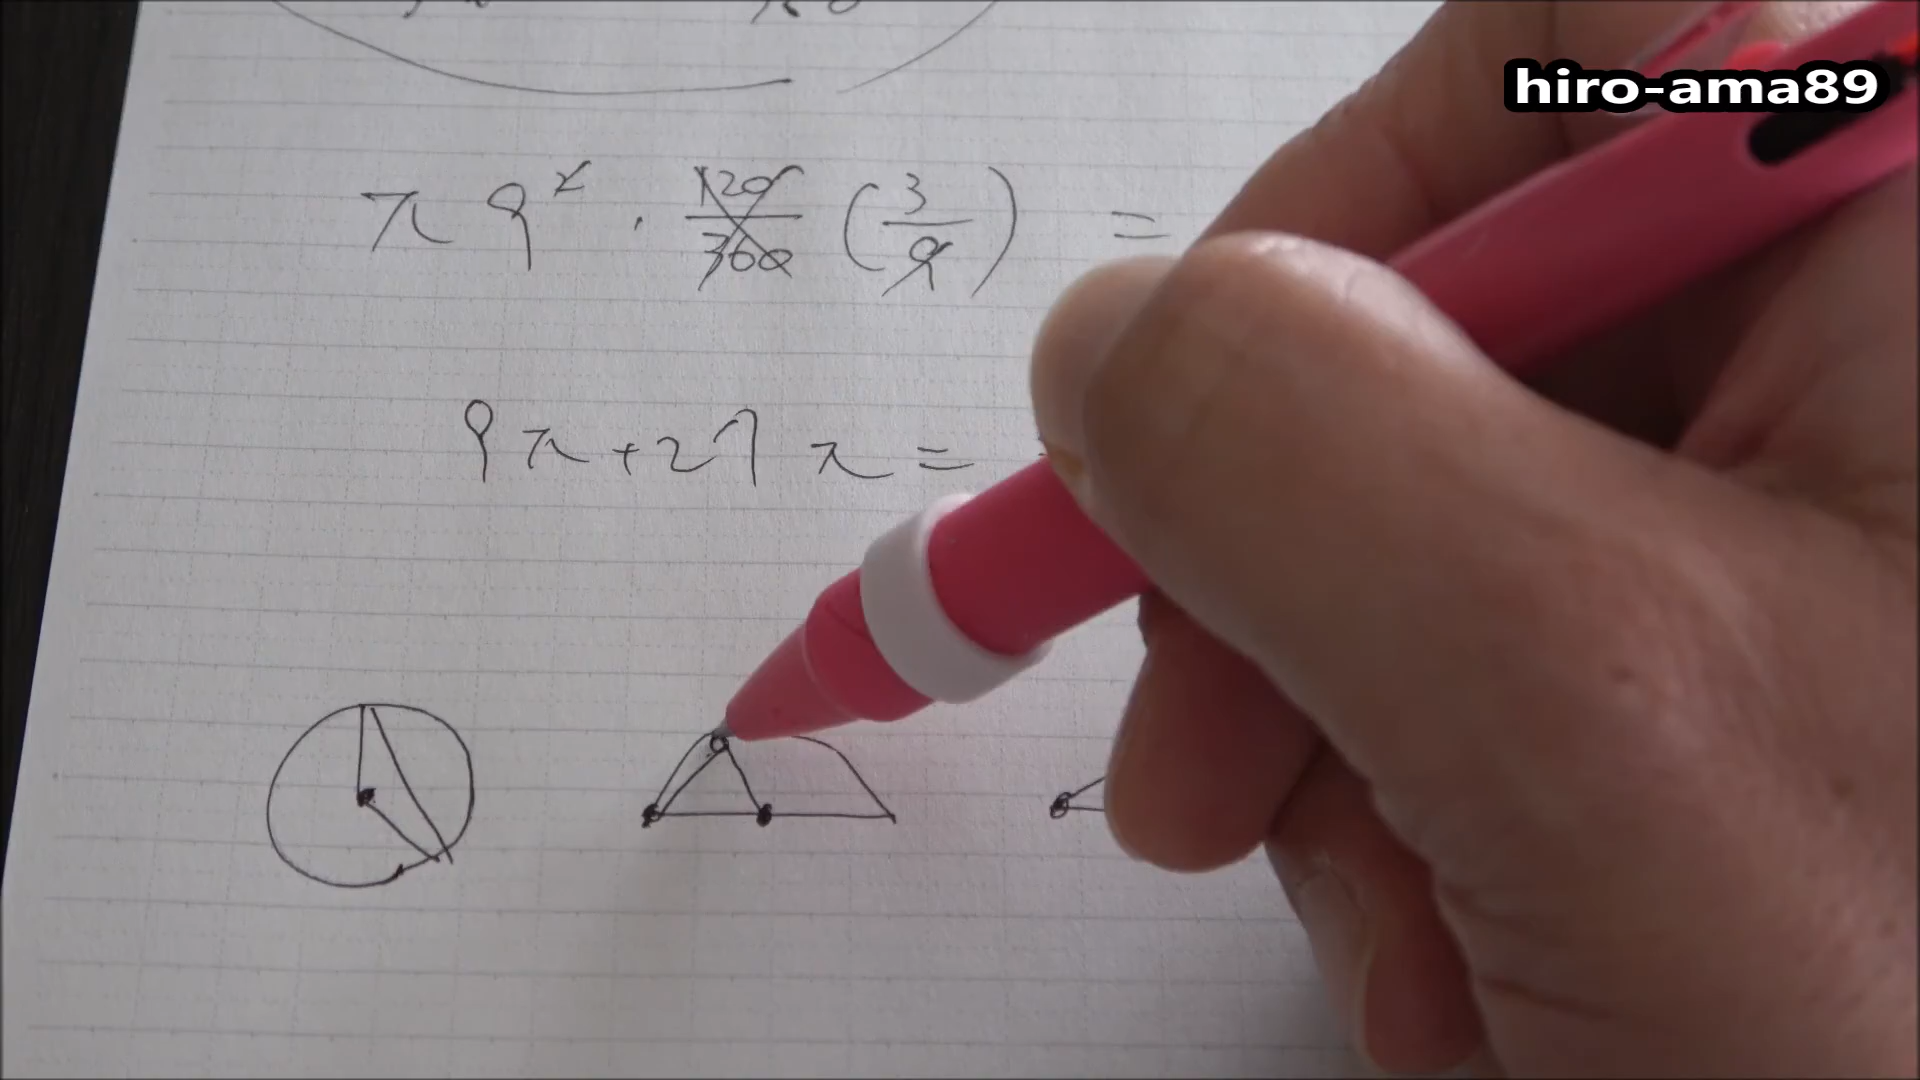 hiro-ama89
π 9² · 120/360 (3/9) =
9π+27π=